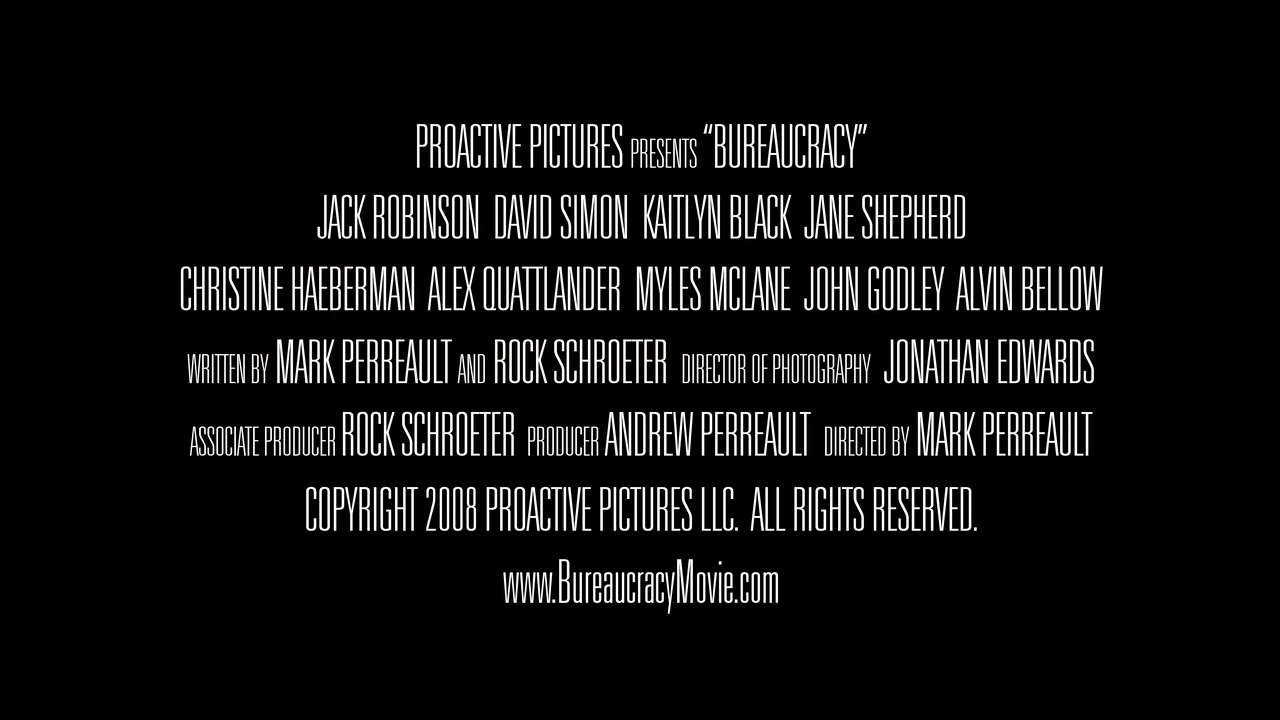 PROACTIVE PICTURES PRESENTS “BUREAUCRACY”
JACK ROBINSON DAVID SIMON KAITLYN BLACK JANE SHEPHERD
CHRISTINE HAEBERMAN ALEX QUATTLANDER MYLES MCLANE JOHN GODLEY ALVIN BELLOW
WRITTEN BY MARK PERREAULT AND ROCK SCHROETER DIRECTOR OF PHOTOGRAPHY JONATHAN EDWARDS
ASSOCIATE PRODUCER ROCK SCHROETER PRODUCER ANDREW PERREAULT DIRECTED BY MARK PERREAULT
COPYRIGHT 2008 PROACTIVE PICTURES LLC. ALL RIGHTS RESERVED.
www.BureaucracyMovie.com